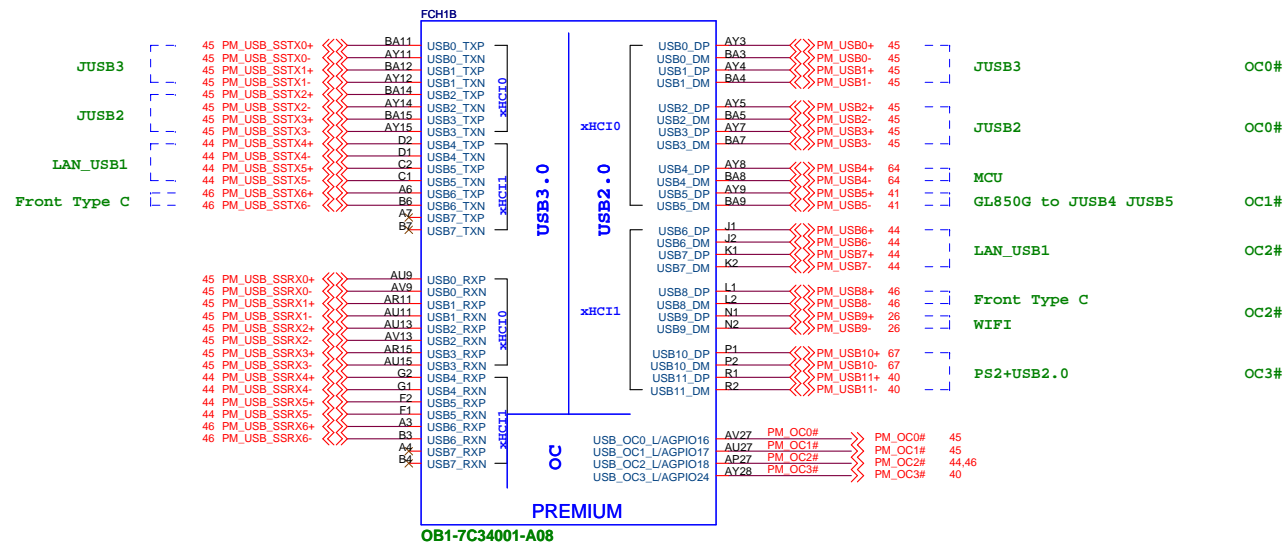 FCH1B
45 PM_USB_SSTX0+ BA11 USB0_TXP USB0_DP AY3 PM_USB0+ 45
45 PM_USB_SSTX0- AY11 USB0_TXN USB0_DM BA3 PM_USB0- 45
JUSB3 45 PM_USB_SSTX1+ BA12 USB1_TXP USB1_DP AY4 PM_USB1+ 45 JUSB3 OC0#
45 PM_USB_SSTX1- AY12 USB1_TXN USB1_DM BA4 PM_USB1- 45
45 PM_USB_SSTX2+ BA14 USB2_TXP
xHCI0
45 PM_USB_SSTX2- AY14 USB2_TXN USB2_DP AY5 PM_USB2+ 45
JUSB2 45 PM_USB_SSTX3+ BA15 USB3_TXP USB2_DM BA5 PM_USB2- 45
45 PM_USB_SSTX3- AY15 USB3_TXN xHCI0 USB3_DP AY7 PM_USB3+ 45 JUSB2 OC0#
44 PM_USB_SSTX4+ D2 USB4_TXP USB3_DM BA7 PM_USB3- 45
44 PM_USB_SSTX4- D1 USB4_TXN
LAN_USB1 44 PM_USB_SSTX5+ C2 USB5_TXP USB4_DP AY8 PM_USB4+ 64
44 PM_USB_SSTX5- C1 USB5_TXN USB4_DM BA8 PM_USB4- 64 MCU
xHCI1
46 PM_USB_SSTX6+ A6 USB6_TXP USB5_DP AY9 PM_USB5+ 41
Front Type C 46 PM_USB_SSTX6- B6 USB6_TXN USB5_DM BA9 PM_USB5- 41 GL850G to JUSB4 JUSB5 OC1#
A7 USB7_TXP
B7 USB7_TXN USB6_DP J1 PM_USB6+ 44
USB3.0
USB2.0
USB6_DM J2 PM_USB6- 44
USB7_DP K1 PM_USB7+ 44 LAN_USB1 OC2#
USB7_DM K2 PM_USB7- 44
45 PM_USB_SSRX0+ AU9 USB0_RXP
45 PM_USB_SSRX0- AV9 USB0_RXN USB8_DP L1 PM_USB8+ 46
45 PM_USB_SSRX1+ AR11 USB1_RXP USB8_DM L2 PM_USB8- 46 Front Type C
45 PM_USB_SSRX1- AU11 USB1_RXN xHCI1 USB9_DP N1 PM_USB9+ 26 OC2#
45 PM_USB_SSRX2+ AU13 USB2_RXP USB9_DM N2 PM_USB9- 26 WIFI
xHCI0
45 PM_USB_SSRX2- AV13 USB2_RXN
45 PM_USB_SSRX3+ AR15 USB3_RXP USB10_DP P1 PM_USB10+ 67
45 PM_USB_SSRX3- AU15 USB3_RXN USB10_DM P2 PM_USB10- 67
44 PM_USB_SSRX4+ G2 USB4_RXP USB11_DP R1 PM_USB11+ 40 PS2+USB2.0 OC3#
44 PM_USB_SSRX4- G1 USB4_RXN USB11_DM R2 PM_USB11- 40
44 PM_USB_SSRX5+ F2 USB5_RXP
44 PM_USB_SSRX5- F1 USB5_RXN
xHCI1
46 PM_USB_SSRX6+ A3 USB6_RXP
46 PM_USB_SSRX6- B3 USB6_RXN USB_OC0_L/AGPIO16 AV27 PM_OC0# PM_OC0# 45
A4 USB7_RXP USB_OC1_L/AGPIO17 AU27 PM_OC1# PM_OC1# 45
B4 USB7_RXN USB_OC2_L/AGPIO18 AP27 PM_OC2# PM_OC2# 44,46
OC
USB_OC3_L/AGPIO24 AY28 PM_OC3# PM_OC3# 40
PREMIUM
OB1-7C34001-A08